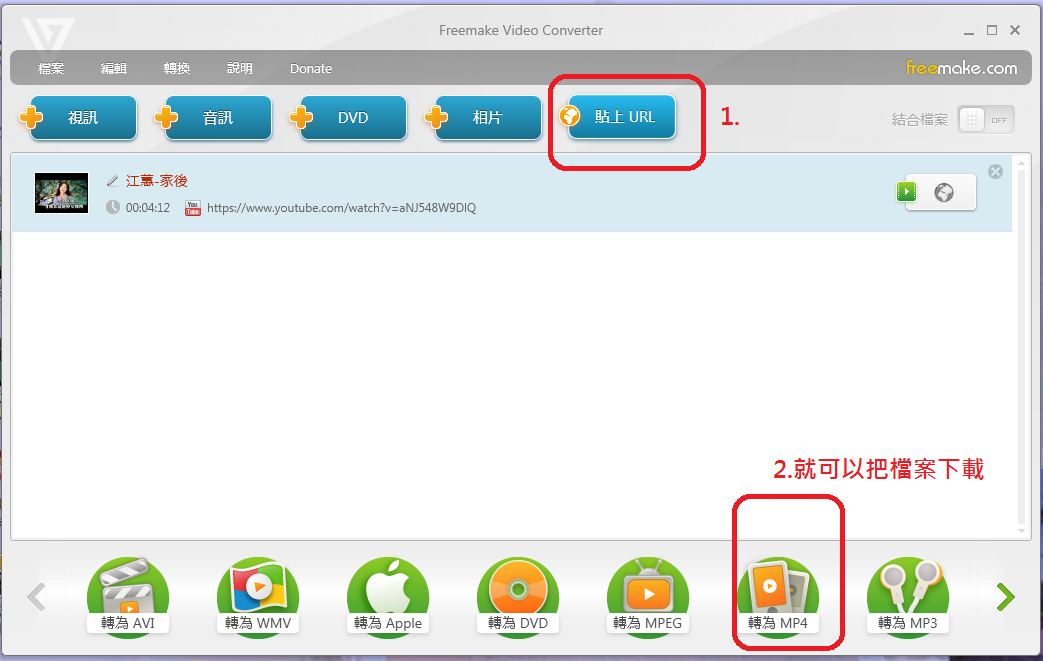 Freemake Video Converter
檔案 編輯 轉換 說明 Donate freemake.com
視訊 音訊 DVD 相片 貼上 URL 1. 結合檔案 OFF
江蕙-家後
00:04:12 You Tube https://www.youtube.com/watch?v=aNJ548W9DlQ
2.就可以把檔案下載
轉為 AVI 轉為 WMV 轉為 Apple 轉為 DVD 轉為 MPEG 轉為 MP4 轉為 MP3